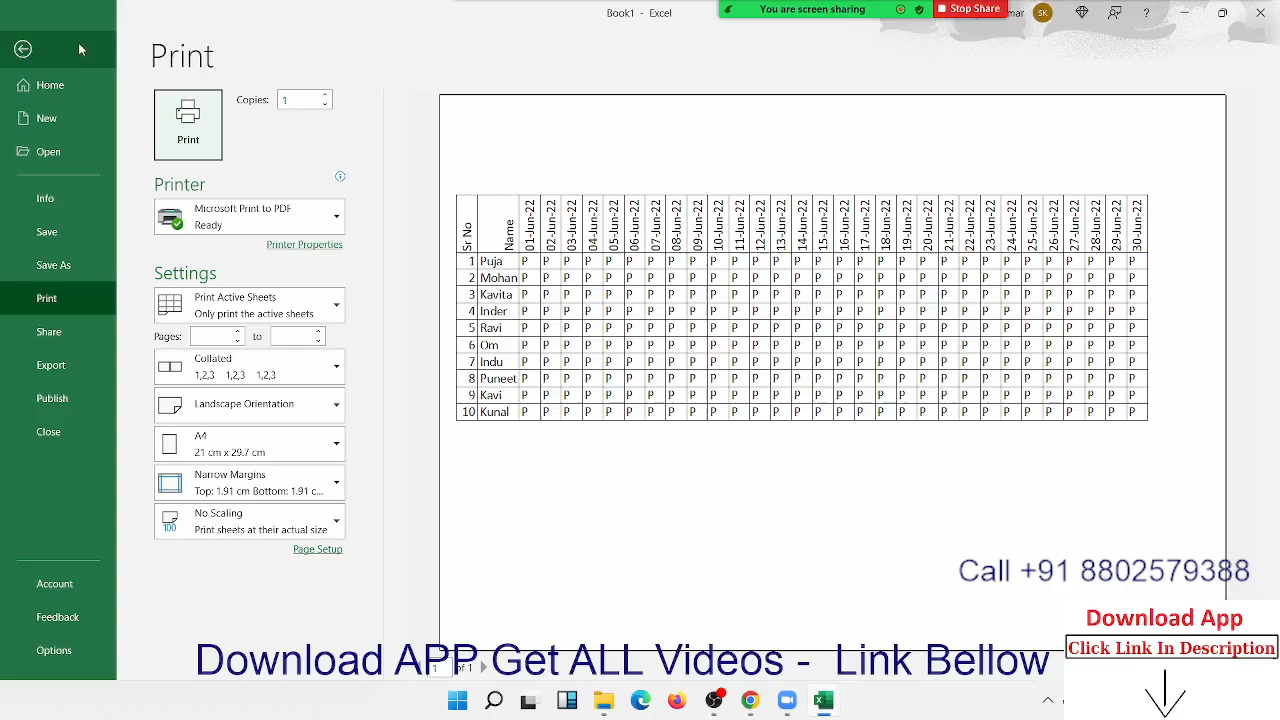 Book1 - Excel
You are screen sharing
Stop Share
mar
SK
?
Print
Home
New
Open
Info
Save
Save As
Print
Share
Export
Publish
Close
Account
Feedback
Options
Print
Copies: 1
Printer
Microsoft Print to PDF
Ready
Printer Properties
Settings
Print Active Sheets
Only print the active sheets
Pages: to
Collated
1,2,3 1,2,3 1,2,3
Landscape Orientation
A4
21 cm x 29.7 cm
Narrow Margins
Top: 1.91 cm Bottom: 1.91 c...
No Scaling
100 Print sheets at their actual size
Page Setup
Sr No Name 01-Jun-22 02-Jun-22 03-Jun-22 04-Jun-22 05-Jun-22 06-Jun-22 07-Jun-22 08-Jun-22 09-Jun-22 10-Jun-22 11-Jun-22 12-Jun-22 13-Jun-22 14-Jun-22 15-Jun-22 16-Jun-22 17-Jun-22 18-Jun-22 19-Jun-22 20-Jun-22 21-Jun-22 22-Jun-22 23-Jun-22 24-Jun-22 25-Jun-22 26-Jun-22 27-Jun-22 28-Jun-22 29-Jun-22 30-Jun-22
1 Puja P P P P P P P P P P P P P P P P P P P P P P P P P P P P P P
2 Mohan P P P P P P P P P P P P P P P P P P P P P P P P P P P P P P
3 Kavita P P P P P P P P P P P P P P P P P P P P P P P P P P P P P P
4 Inder P P P P P P P P P P P P P P P P P P P P P P P P P P P P P P
5 Ravi P P P P P P P P P P P P P P P P P P P P P P P P P P P P P P
6 Om P P P P P P P P P P P P P P P P P P P P P P P P P P P P P P
7 Indu P P P P P P P P P P P P P P P P P P P P P P P P P P P P P P
8 Puneet P P P P P P P P P P P P P P P P P P P P P P P P P P P P P P
9 Kavi P P P P P P P P P P P P P P P P P P P P P P P P P P P P P P
10 Kunal P P P P P P P P P P P P P P P P P P P P P P P P P P P P P P
1 of 1
Call +91 8802579388
Download APP Get ALL Videos - Link Bellow
Download App
Click Link In Description